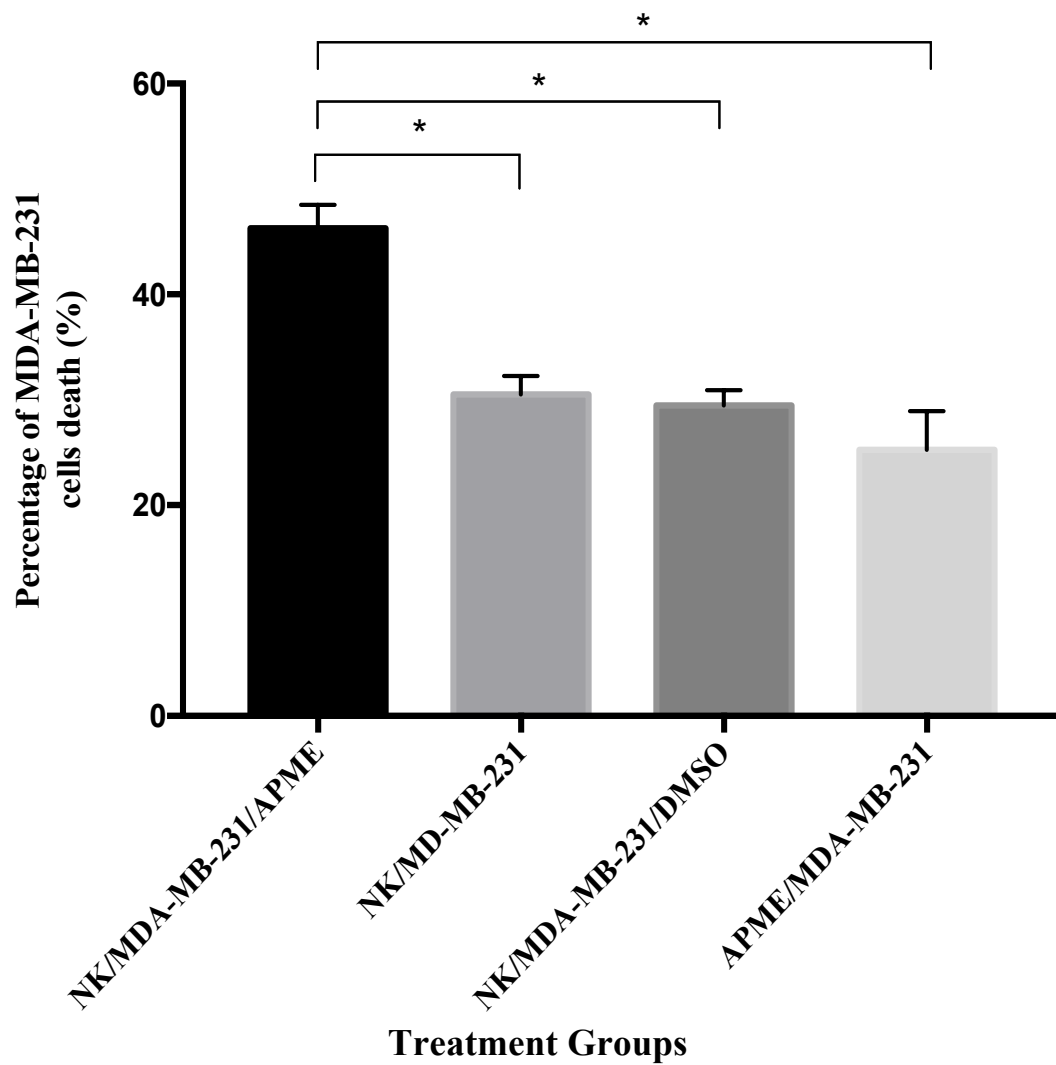 *
*
*
60
40
20
0
Percentage of MDA-MB-231
cells death (%)
NK/MDA-MB-231/APME
NK/MD-MB-231
NK/MDA-MB-231/DMSO
APME/MDA-MB-231
Treatment Groups